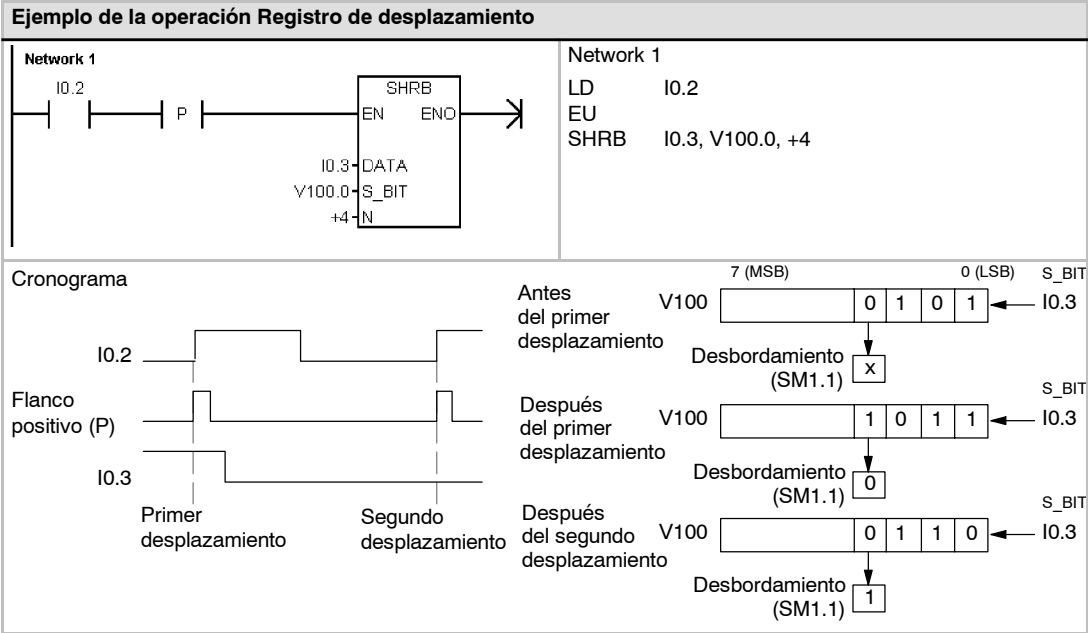 Ejemplo de la operación Registro de desplazamiento
Network 1
I0.2
P
SHRB
EN ENO
I0.3 DATA
V100.0 S_BIT
+4 N
Network 1
LD I0.2
EU
SHRB I0.3, V100.0, +4
Cronograma
I0.2
Flanco
positivo (P)
I0.3
Primer
desplazamiento
Segundo
desplazamiento
7 (MSB) 0 (LSB) S_BIT
Antes
del primer
desplazamiento
V100 0 1 0 1 I0.3
Desbordamiento
(SM1.1)
x
S_BIT
Después
del primer
desplazamiento
V100 1 0 1 1 I0.3
Desbordamiento
(SM1.1)
0
S_BIT
Después
del segundo
desplazamiento
V100 0 1 1 0 I0.3
Desbordamiento
(SM1.1)
1